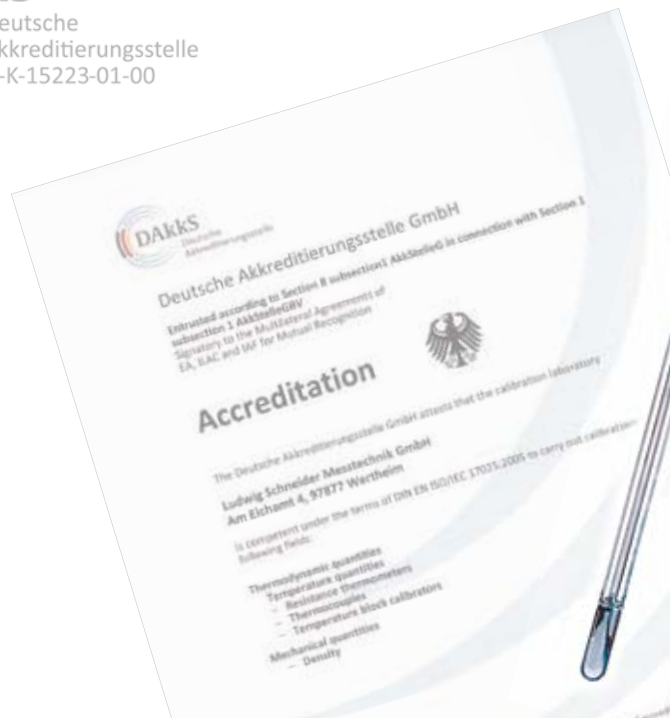 eutsche
kkreditierungsstelle
-K-15223-01-00
DAkkS
Deutsche
Akkreditierungsstelle
Deutsche Akkreditierungsstelle GmbH
Entrusted according to Section 8 subsection1 AkkStelleG in connection with Section 1
subsection 1 AkkStelleGBV
Signatory to the Multilateral Agreements of
EA, ILAC and IAF for Mutual Recognition
Accreditation
The Deutsche Akkreditierungsstelle GmbH attests that the calibration laboratory
Ludwig Schneider Messtechnik GmbH
Am Eichamt 4, 97877 Wertheim
is competent under the terms of DIN EN ISO/IEC 17025:2005 to carry out calibration
following fields:
Thermodynamic quantities
Temperature quantities
– Resistance thermometers
– Thermocouples
– Temperature block calibrators
Mechanical quantities
– Density